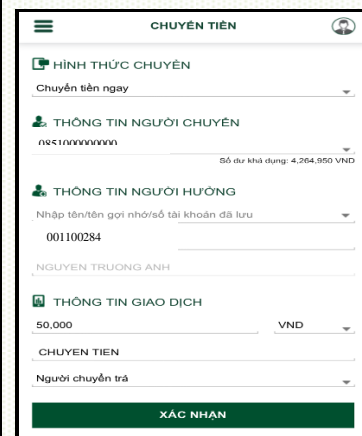 CHUYỂN TIỀN
HÌNH THỨC CHUYỂN
Chuyển tiền ngay
THÔNG TIN NGƯỜI CHUYỂN
085100000000
Số dư khả dụng: 4,264,950 VND
THÔNG TIN NGƯỜI HƯỞNG
Nhập tên/tên gợi nhớ/số tài khoản đã lưu
001100284
NGUYEN TRUONG ANH
THÔNG TIN GIAO DỊCH
50,000 VND
CHUYEN TIEN
Người chuyển trả
XÁC NHẬN